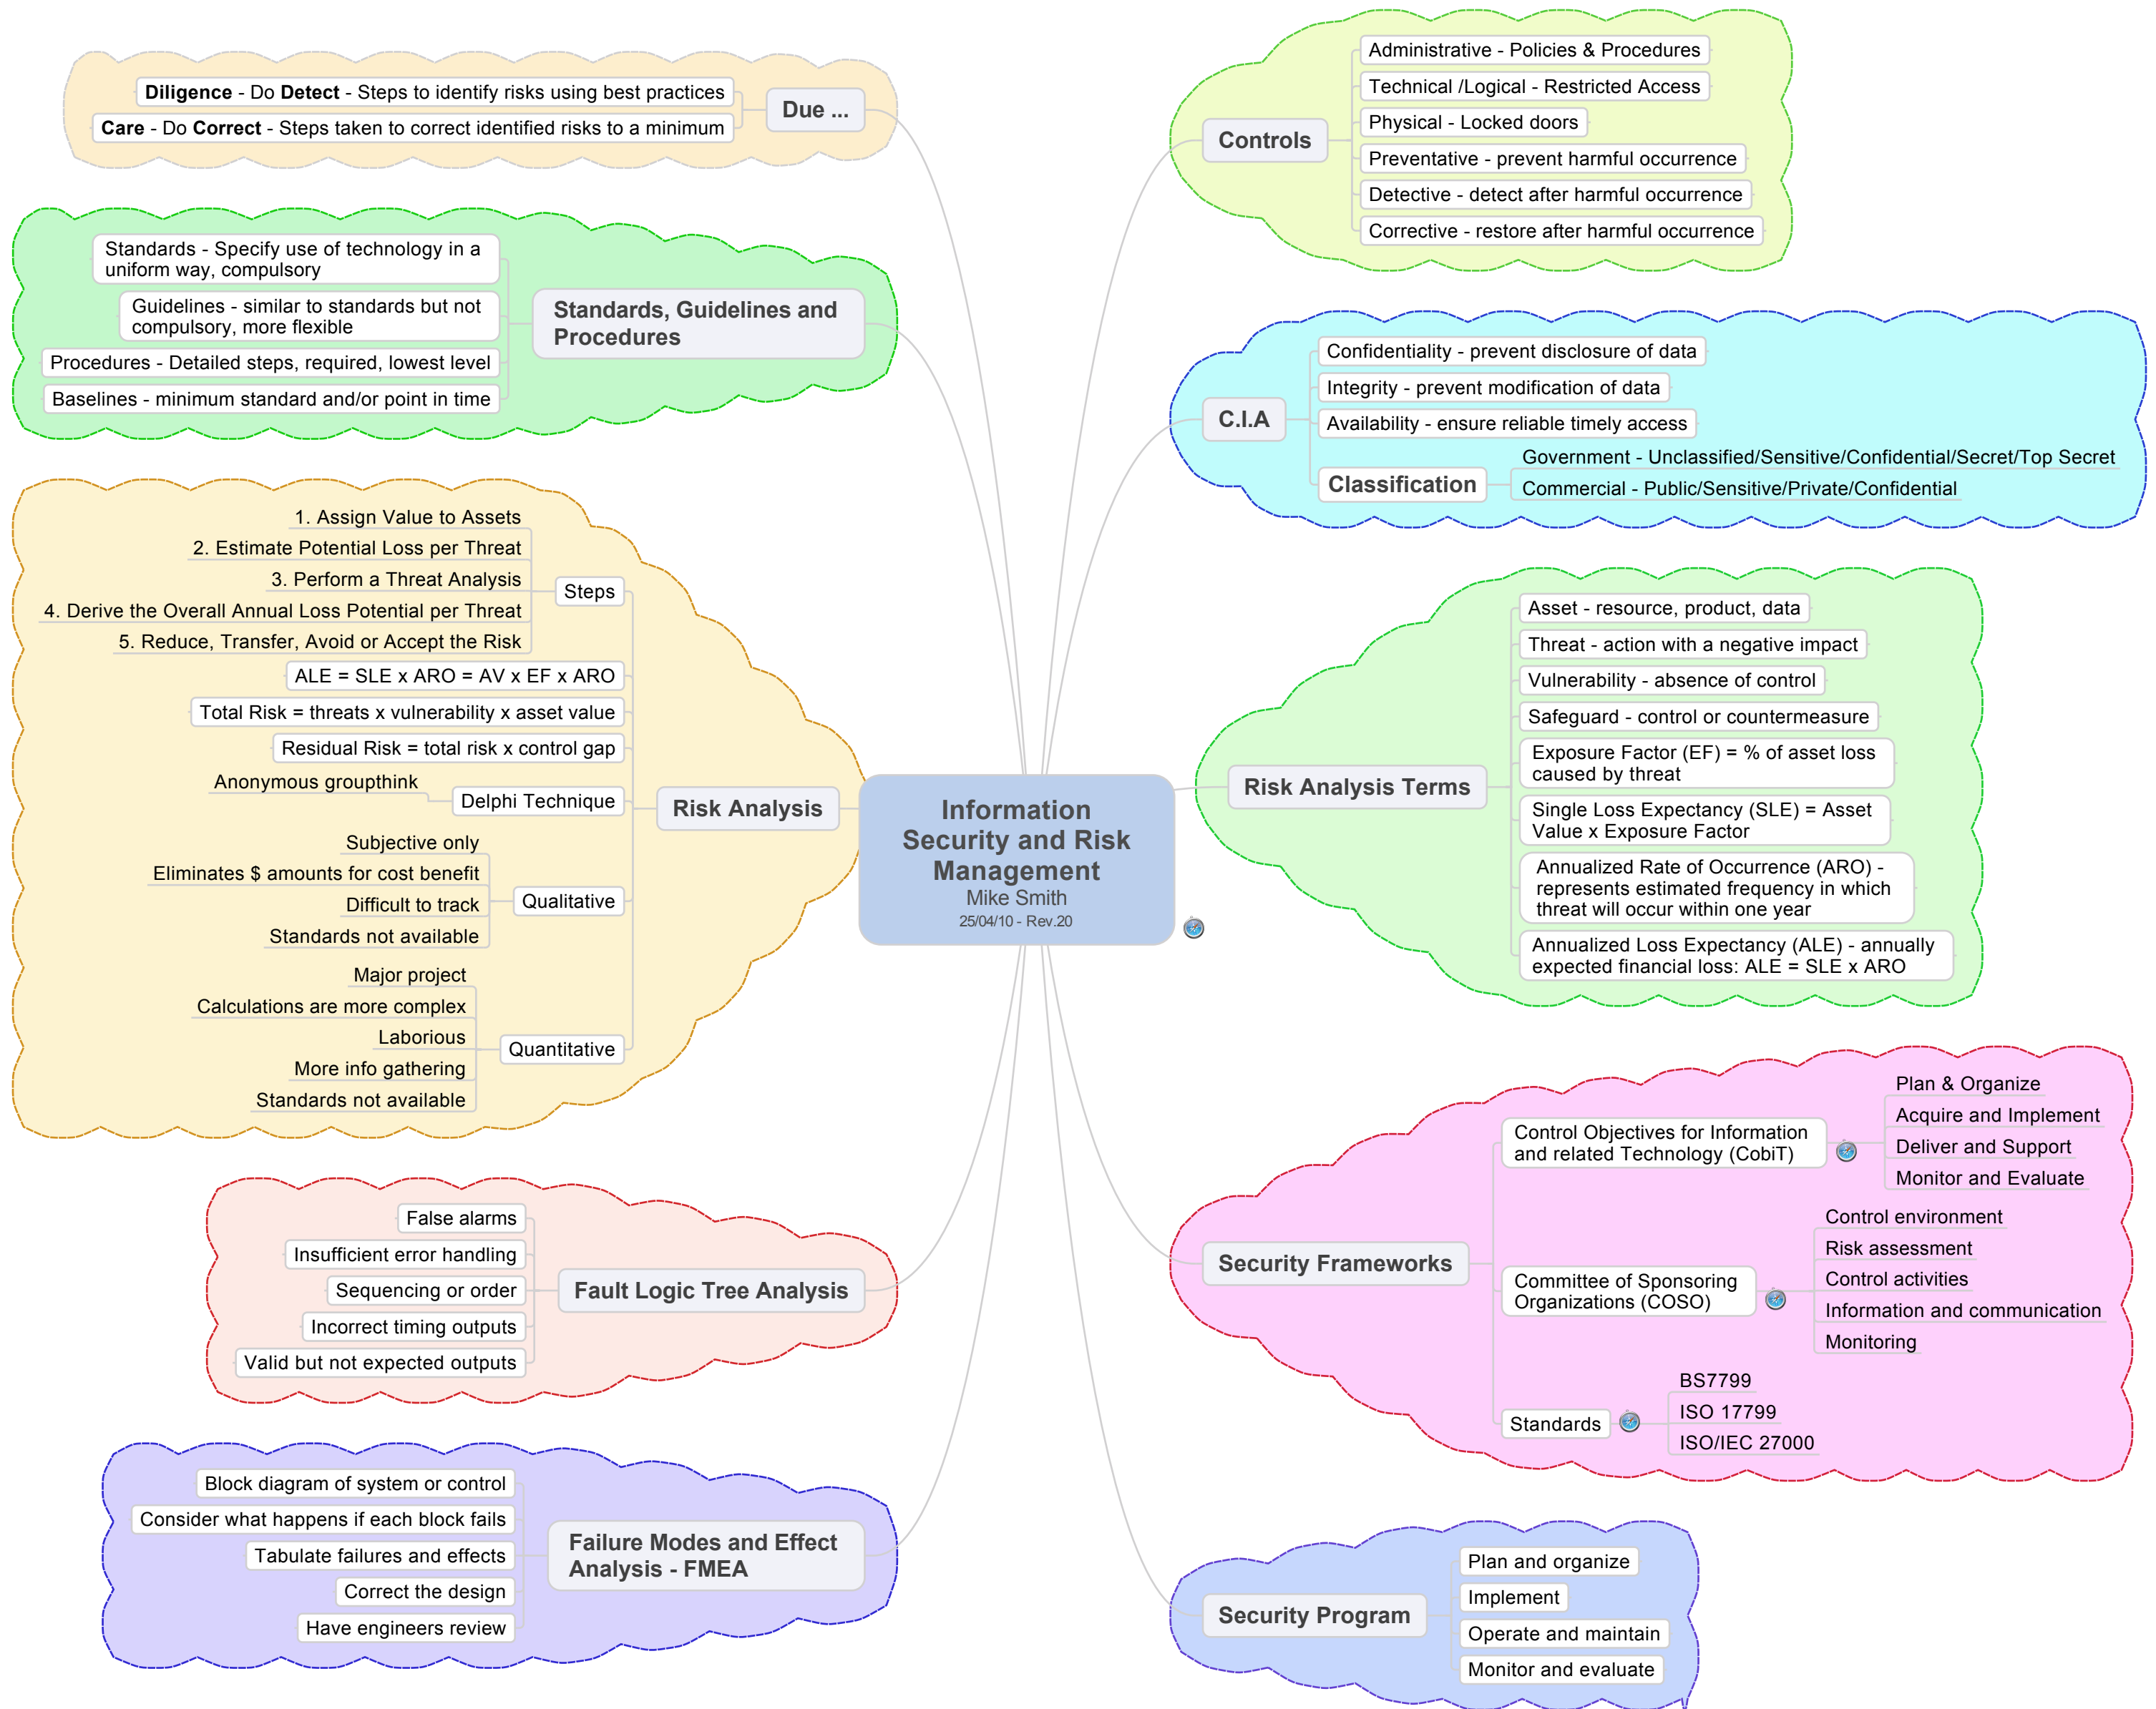 Information
Security and Risk
Management
Mike Smith
25/04/10 - Rev.20
Due ...
Diligence - Do Detect - Steps to identify risks using best practices
Care - Do Correct - Steps taken to correct identified risks to a minimum
Standards, Guidelines and
Procedures
Standards - Specify use of technology in a
uniform way, compulsory
Guidelines - similar to standards but not
compulsory, more flexible
Procedures - Detailed steps, required, lowest level
Baselines - minimum standard and/or point in time
Risk Analysis
Steps
1. Assign Value to Assets
2. Estimate Potential Loss per Threat
3. Perform a Threat Analysis
4. Derive the Overall Annual Loss Potential per Threat
5. Reduce, Transfer, Avoid or Accept the Risk
ALE = SLE x ARO = AV x EF x ARO
Total Risk = threats x vulnerability x asset value
Residual Risk = total risk x control gap
Delphi Technique
Anonymous groupthink
Qualitative
Subjective only
Eliminates $ amounts for cost benefit
Difficult to track
Standards not available
Quantitative
Major project
Calculations are more complex
Laborious
More info gathering
Standards not available
Fault Logic Tree Analysis
False alarms
Insufficient error handling
Sequencing or order
Incorrect timing outputs
Valid but not expected outputs
Failure Modes and Effect
Analysis - FMEA
Block diagram of system or control
Consider what happens if each block fails
Tabulate failures and effects
Correct the design
Have engineers review
Controls
Administrative - Policies & Procedures
Technical /Logical - Restricted Access
Physical - Locked doors
Preventative - prevent harmful occurrence
Detective - detect after harmful occurrence
Corrective - restore after harmful occurrence
C.I.A
Confidentiality - prevent disclosure of data
Integrity - prevent modification of data
Availability - ensure reliable timely access
Classification
Government - Unclassified/Sensitive/Confidential/Secret/Top Secret
Commercial - Public/Sensitive/Private/Confidential
Risk Analysis Terms
Asset - resource, product, data
Threat - action with a negative impact
Vulnerability - absence of control
Safeguard - control or countermeasure
Exposure Factor (EF) = % of asset loss
caused by threat
Single Loss Expectancy (SLE) = Asset
Value x Exposure Factor
Annualized Rate of Occurrence (ARO) -
represents estimated frequency in which
threat will occur within one year
Annualized Loss Expectancy (ALE) - annually
expected financial loss: ALE = SLE x ARO
Security Frameworks
Control Objectives for Information
and related Technology (CobiT)
Plan & Organize
Acquire and Implement
Deliver and Support
Monitor and Evaluate
Committee of Sponsoring
Organizations (COSO)
Control environment
Risk assessment
Control activities
Information and communication
Monitoring
Standards
BS7799
ISO 17799
ISO/IEC 27000
Security Program
Plan and organize
Implement
Operate and maintain
Monitor and evaluate